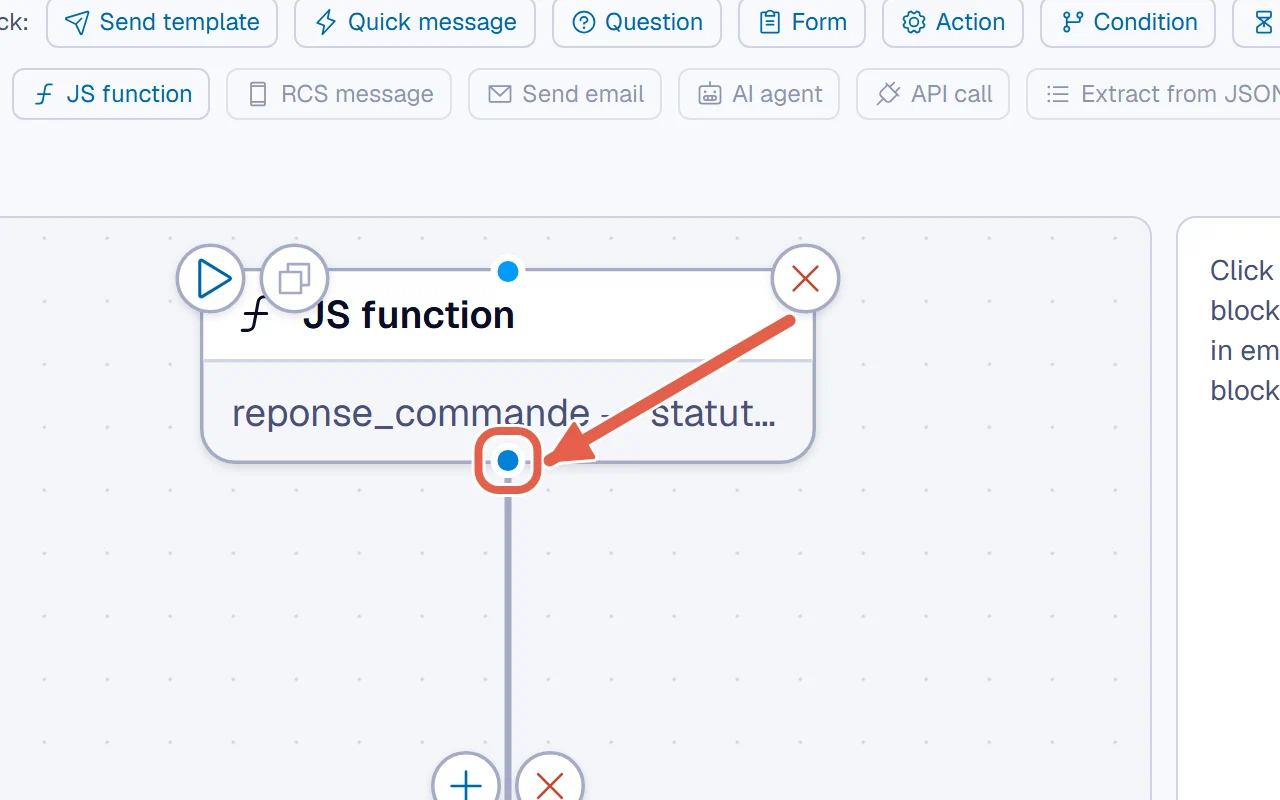 ck: Send template Quick message Question Form Action Condition
JS function RCS message Send email AI agent API call Extract from JSON
JS function
reponse_commande → statut...
Click
block
in em
block